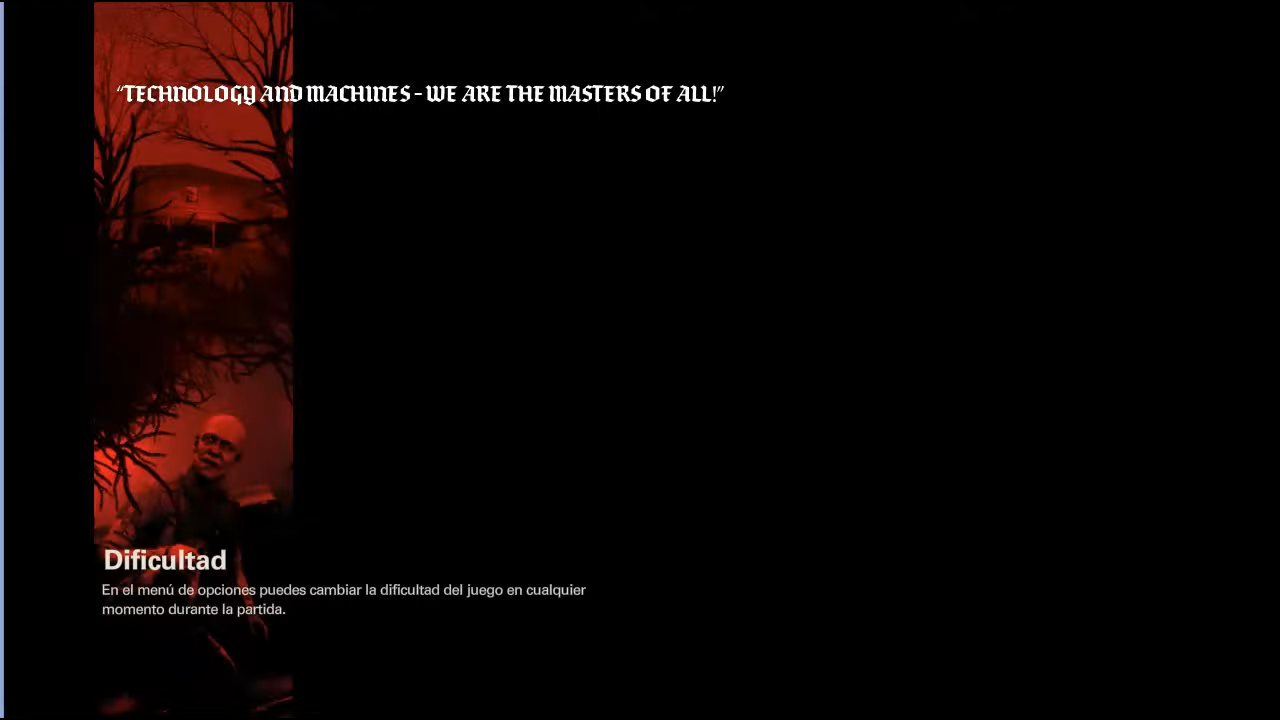 “TECHNOLOGY AND MACHINES - WE ARE THE MASTERS OF ALL!”
Dificultad
En el menú de opciones puedes cambiar la dificultad del juego en cualquier
momento durante la partida.